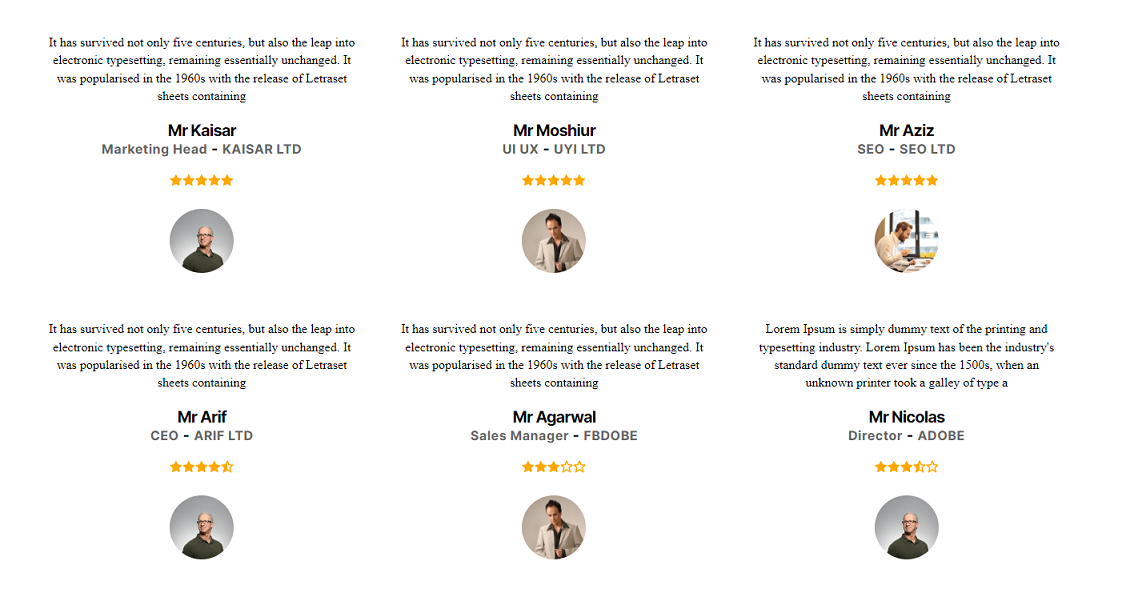 It has survived not only five centuries, but also the leap into
electronic typesetting, remaining essentially unchanged. It
was popularised in the 1960s with the release of Letraset
sheets containing
Mr Kaisar
Marketing Head - KAISAR LTD
It has survived not only five centuries, but also the leap into
electronic typesetting, remaining essentially unchanged. It
was popularised in the 1960s with the release of Letraset
sheets containing
Mr Moshiur
UI UX - UYI LTD
It has survived not only five centuries, but also the leap into
electronic typesetting, remaining essentially unchanged. It
was popularised in the 1960s with the release of Letraset
sheets containing
Mr Aziz
SEO - SEO LTD
It has survived not only five centuries, but also the leap into
electronic typesetting, remaining essentially unchanged. It
was popularised in the 1960s with the release of Letraset
sheets containing
Mr Arif
CEO - ARIF LTD
It has survived not only five centuries, but also the leap into
electronic typesetting, remaining essentially unchanged. It
was popularised in the 1960s with the release of Letraset
sheets containing
Mr Agarwal
Sales Manager - FBDOBE
Lorem Ipsum is simply dummy text of the printing and
typesetting industry. Lorem Ipsum has been the industry's
standard dummy text ever since the 1500s, when an
unknown printer took a galley of type a
Mr Nicolas
Director - ADOBE